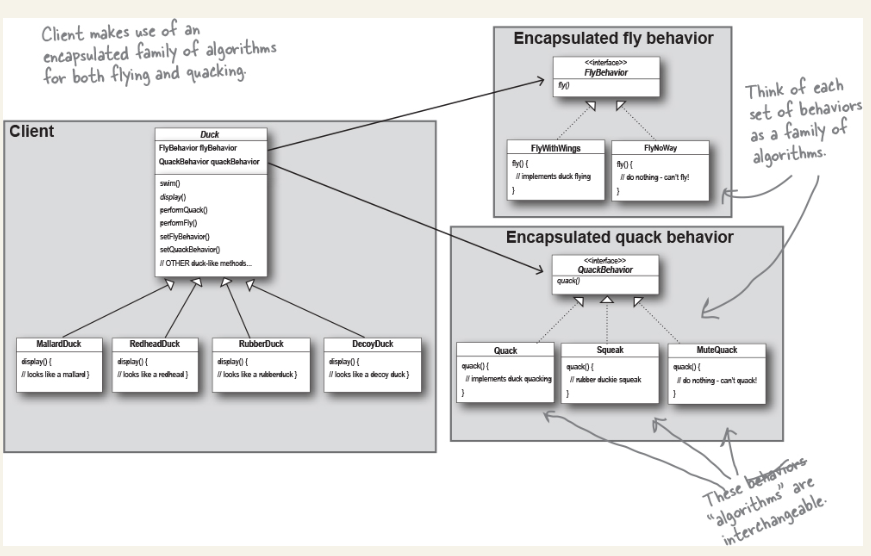 Client makes use of an
encapsulated family of algorithms
for both flying and quacking.
Encapsulated fly behavior
<<interface>>
FlyBehavior
fly()
FlyWithWings
fly() {
// implements duck flying
}
FlyNoWay
fly() {
// do nothing - can't fly!
}
Think of each
set of behaviors
as a family of
algorithms.
Client
Duck
FlyBehavior flyBehavior
QuackBehavior quackBehavior
swim()
display()
performQuack()
performFly()
setFlyBehavior()
setQuackBehavior()
// OTHER duck-like methods...
MallardDuck
display() {
// looks like a mallard }
RedheadDuck
display() {
// looks like a redhead }
RubberDuck
display() {
// looks like a rubberduck }
DecoyDuck
display() {
// looks like a decoy duck }
Encapsulated quack behavior
<<interface>>
QuackBehavior
quack()
Quack
quack() {
// implements duck quacking
}
Squeak
quack() {
// rubber duckie squeak
}
MuteQuack
quack() {
// do nothing - can't quack!
}
These behaviors
"algorithms" are
interchangeable.